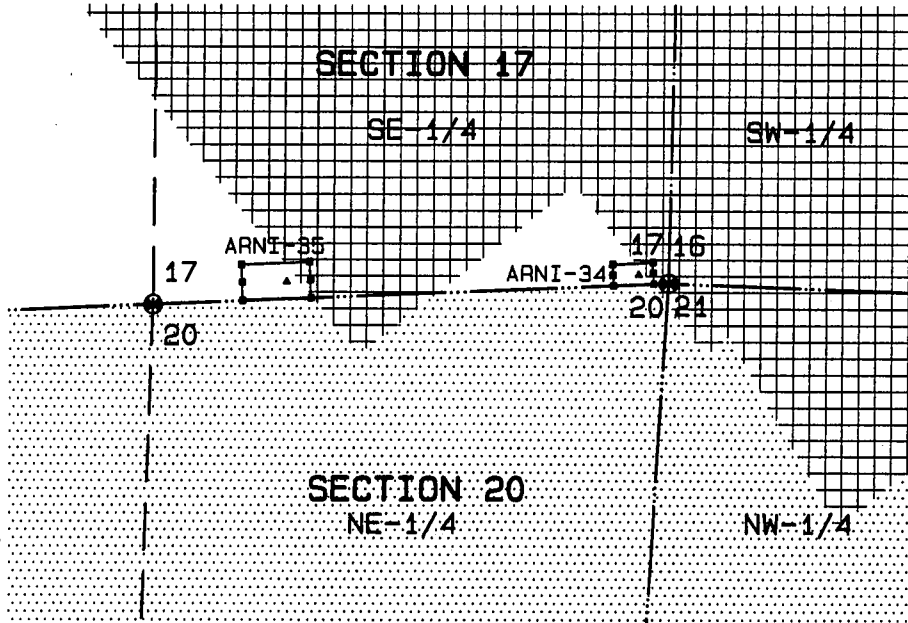 SECTION 17
SE-1/4
SW-1/4
ARNI-35
17
17 16
ARNI-34
20
20 21
SECTION 20
NE-1/4
NW-1/4